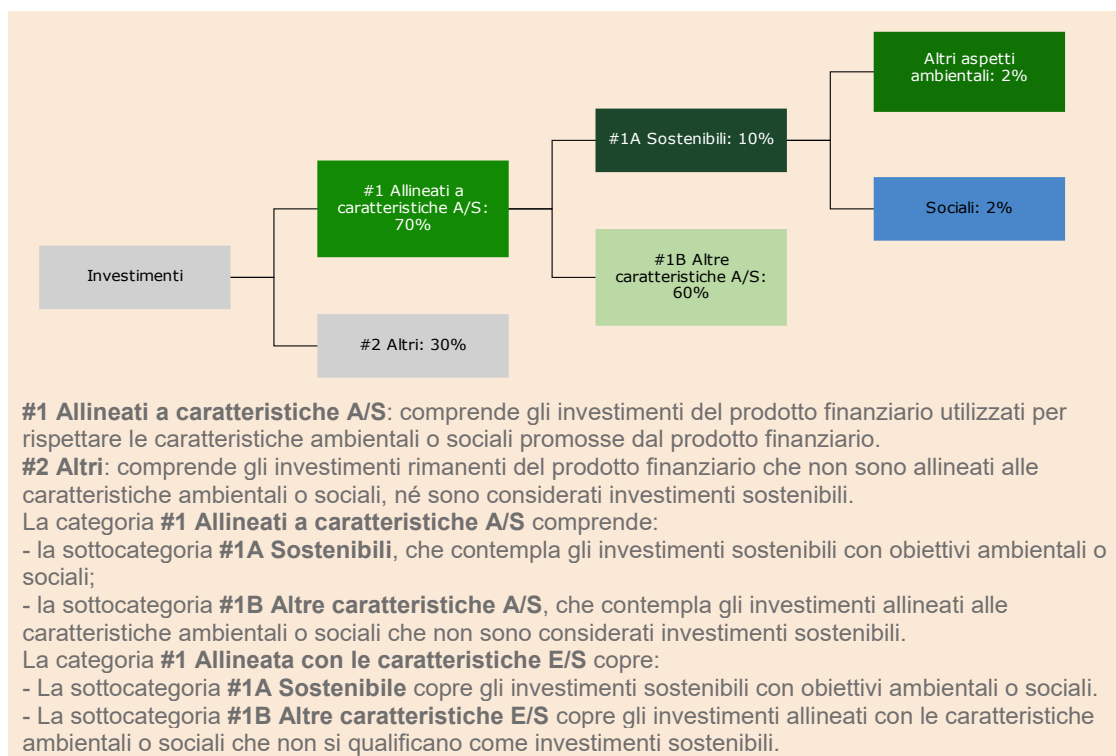 Altri aspetti
ambientali: 2%
#1A Sostenibili: 10%
#1 Allineati a
caratteristiche A/S:
70%
Sociali: 2%
#1B Altre
caratteristiche A/S:
60%
Investimenti
#2 Altri: 30%
#1 Allineati a caratteristiche A/S: comprende gli investimenti del prodotto finanziario utilizzati per
rispettare le caratteristiche ambientali o sociali promosse dal prodotto finanziario.
#2 Altri: comprende gli investimenti rimanenti del prodotto finanziario che non sono allineati alle
caratteristiche ambientali o sociali, né sono considerati investimenti sostenibili.
La categoria #1 Allineati a caratteristiche A/S comprende:
- la sottocategoria #1A Sostenibili, che contempla gli investimenti sostenibili con obiettivi ambientali o
sociali;
- la sottocategoria #1B Altre caratteristiche A/S, che contempla gli investimenti allineati alle
caratteristiche ambientali o sociali che non sono considerati investimenti sostenibili.
La categoria #1 Allineata con le caratteristiche E/S copre:
- La sottocategoria #1A Sostenibile copre gli investimenti sostenibili con obiettivi ambientali o sociali.
- La sottocategoria #1B Altre caratteristiche E/S copre gli investimenti allineati con le caratteristiche
ambientali o sociali che non si qualificano come investimenti sostenibili.